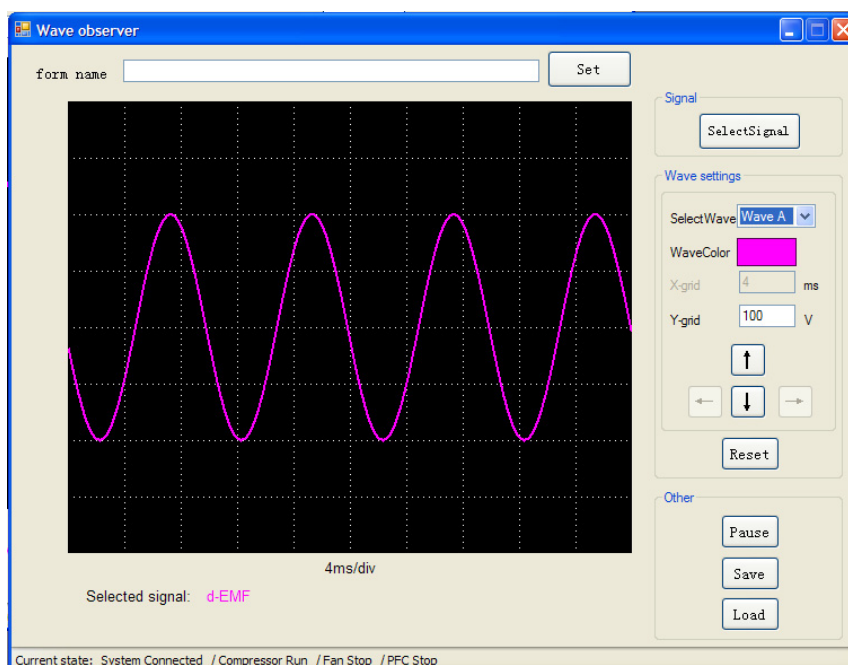 Wave observer
form name
Set
Signal
SelectSignal
Wave settings
SelectWave Wave A
WaveColor
X-grid 4 ms
Y-grid 100 V
Reset
Other
Pause
Save
Load
4ms/div
Selected signal: d-EMF
Current state: System Connected / Compressor Run / Fan Stop / PFC Stop